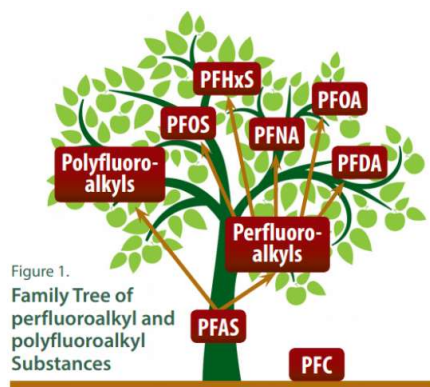 PFHxS
PFOS
PFNA
PFOA
PFDA
Polyfluoro-
alkyls
Perfluoro-
alkyls
Figure 1.
Family Tree of
perfluoroalkyl and
polyfluoroalkyl
Substances
PFAS
PFC